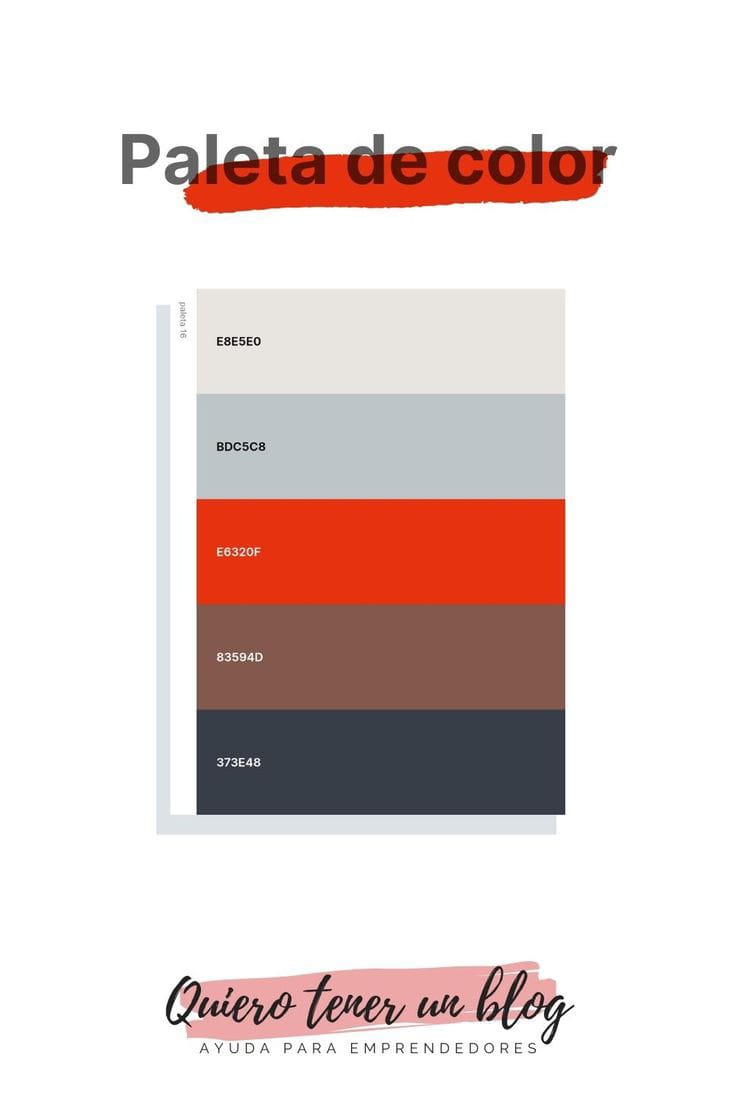 Paleta de color
paleta 16
E8E5E0
BDC5C8
E6320F
83594D
373E48
Quiero tener un blog
AYUDA PARA EMPRENDEDORES